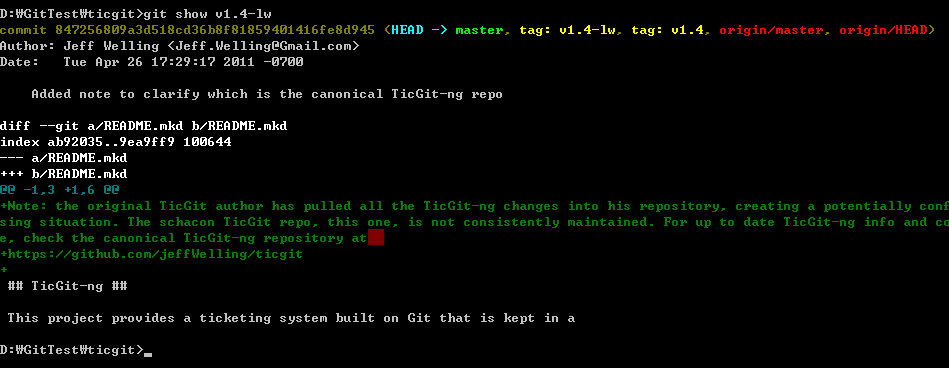 D:₩GitTest₩ticgit>git show v1.4-lw
commit 847256809a3d518cd36b8f81859401416fe8d945 (HEAD -> master, tag: v1.4-lw, tag: v1.4, origin/master, origin/HEAD)
Author: Jeff Welling <Jeff.Welling@Gmail.com>
Date:   Tue Apr 26 17:29:17 2011 -0700
    Added note to clarify which is the canonical TicGit-ng repo
diff --git a/README.mkd b/README.mkd
index ab92035..9ea9ff9 100644
--- a/README.mkd
+++ b/README.mkd
@@ -1,3 +1,6 @@
+Note: the original TicGit author has pulled all the TicGit-ng changes into his repository, creating a potentially conf
sing situation. The schacon TicGit repo, this one, is not consistently maintained. For up to date TicGit-ng info and co
e, check the canonical TicGit-ng repository at
+https://github.com/jeffWelling/ticgit
+
 ## TicGit-ng ##
 This project provides a ticketing system built on Git that is kept in a
D:₩GitTest₩ticgit>